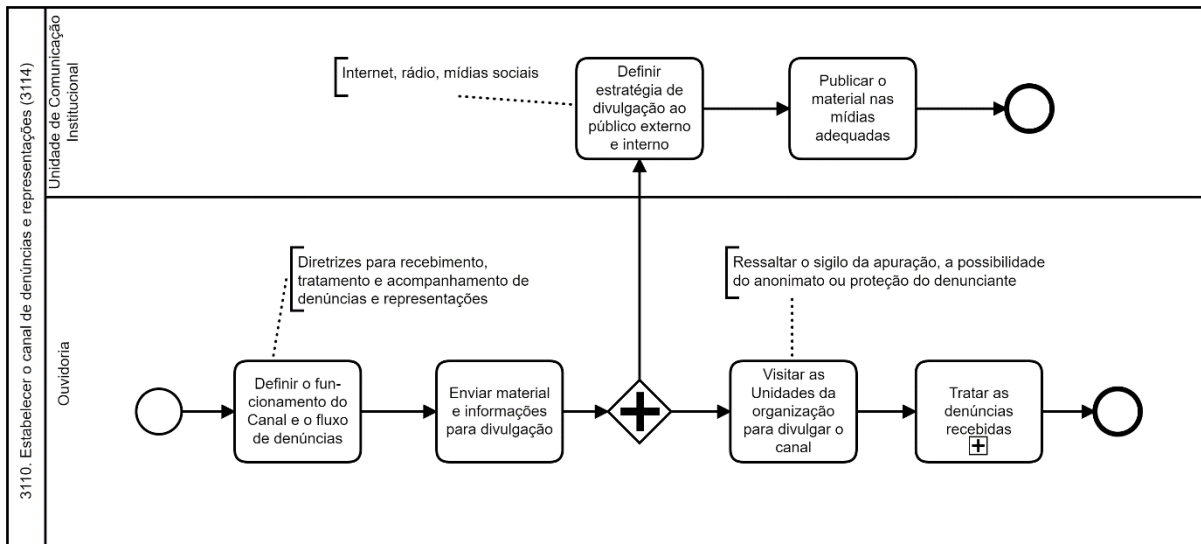 3110. Estabelecer o canal de denúncias e representações (3114)
Unidade de Comunicação
Institucional
Internet, rádio, mídias sociais
Definir
estratégia de
divulgação ao
público externo
e interno
Publicar o
material nas
mídias
adequadas
Ouvidoria
Diretrizes para recebimento,
tratamento e acompanhamento de
denúncias e representações
Ressaltar o sigilo da apuração, a possibilidade
do anonimato ou proteção do denunciante
Definir o fun-
cionamento do
Canal e o fluxo
de denúncias
Enviar material
e informações
para divulgação
Visitar as
Unidades da
organização
para divulgar o
canal
Tratar as
denúncias
recebidas